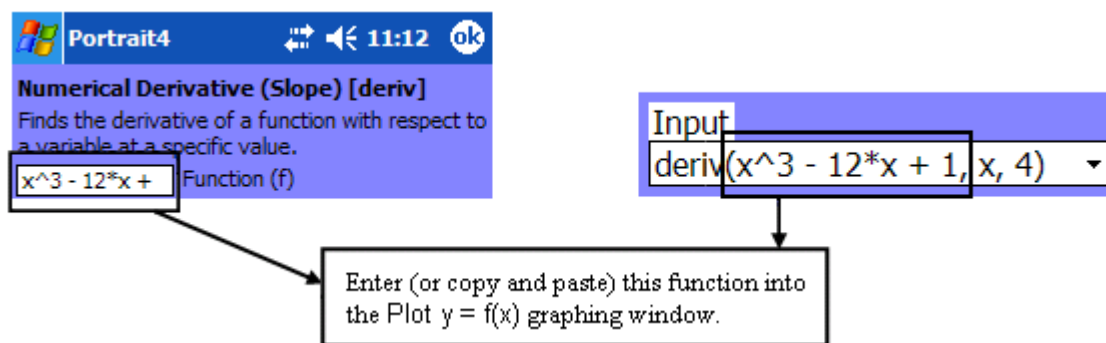 Portrait4 11:12 ok
Numerical Derivative (Slope) [deriv]
Finds the derivative of a function with respect to
a variable at a specific value.
x^3 - 12*x + Function (f)
Input
deriv(x^3 - 12*x + 1, x, 4)
Enter (or copy and paste) this function into
the Plot y = f(x) graphing window.